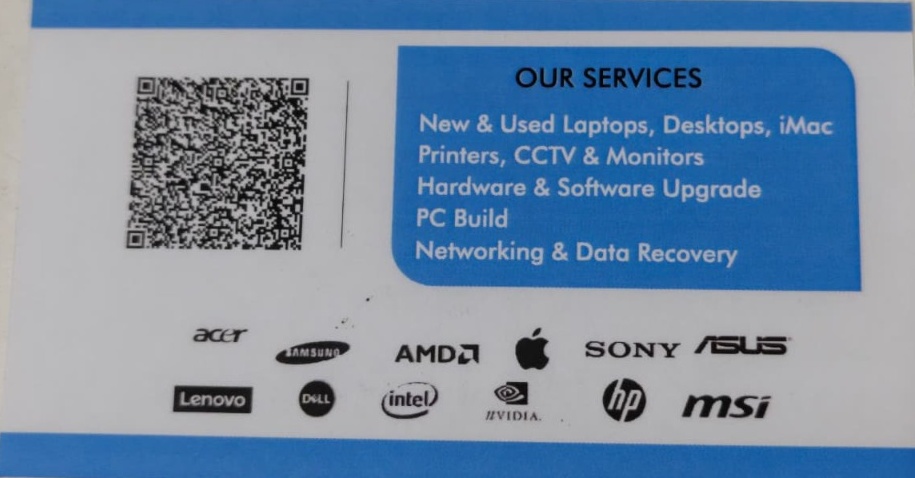 OUR SERVICES
New & Used Laptops, Desktops, iMac
Printers, CCTV & Monitors
Hardware & Software Upgrade
PC Build
Networking & Data Recovery
acer
SAMSUNG
AMD
SONY
ASUS
Lenovo
DELL
intel
NVIDIA.
hp
msi